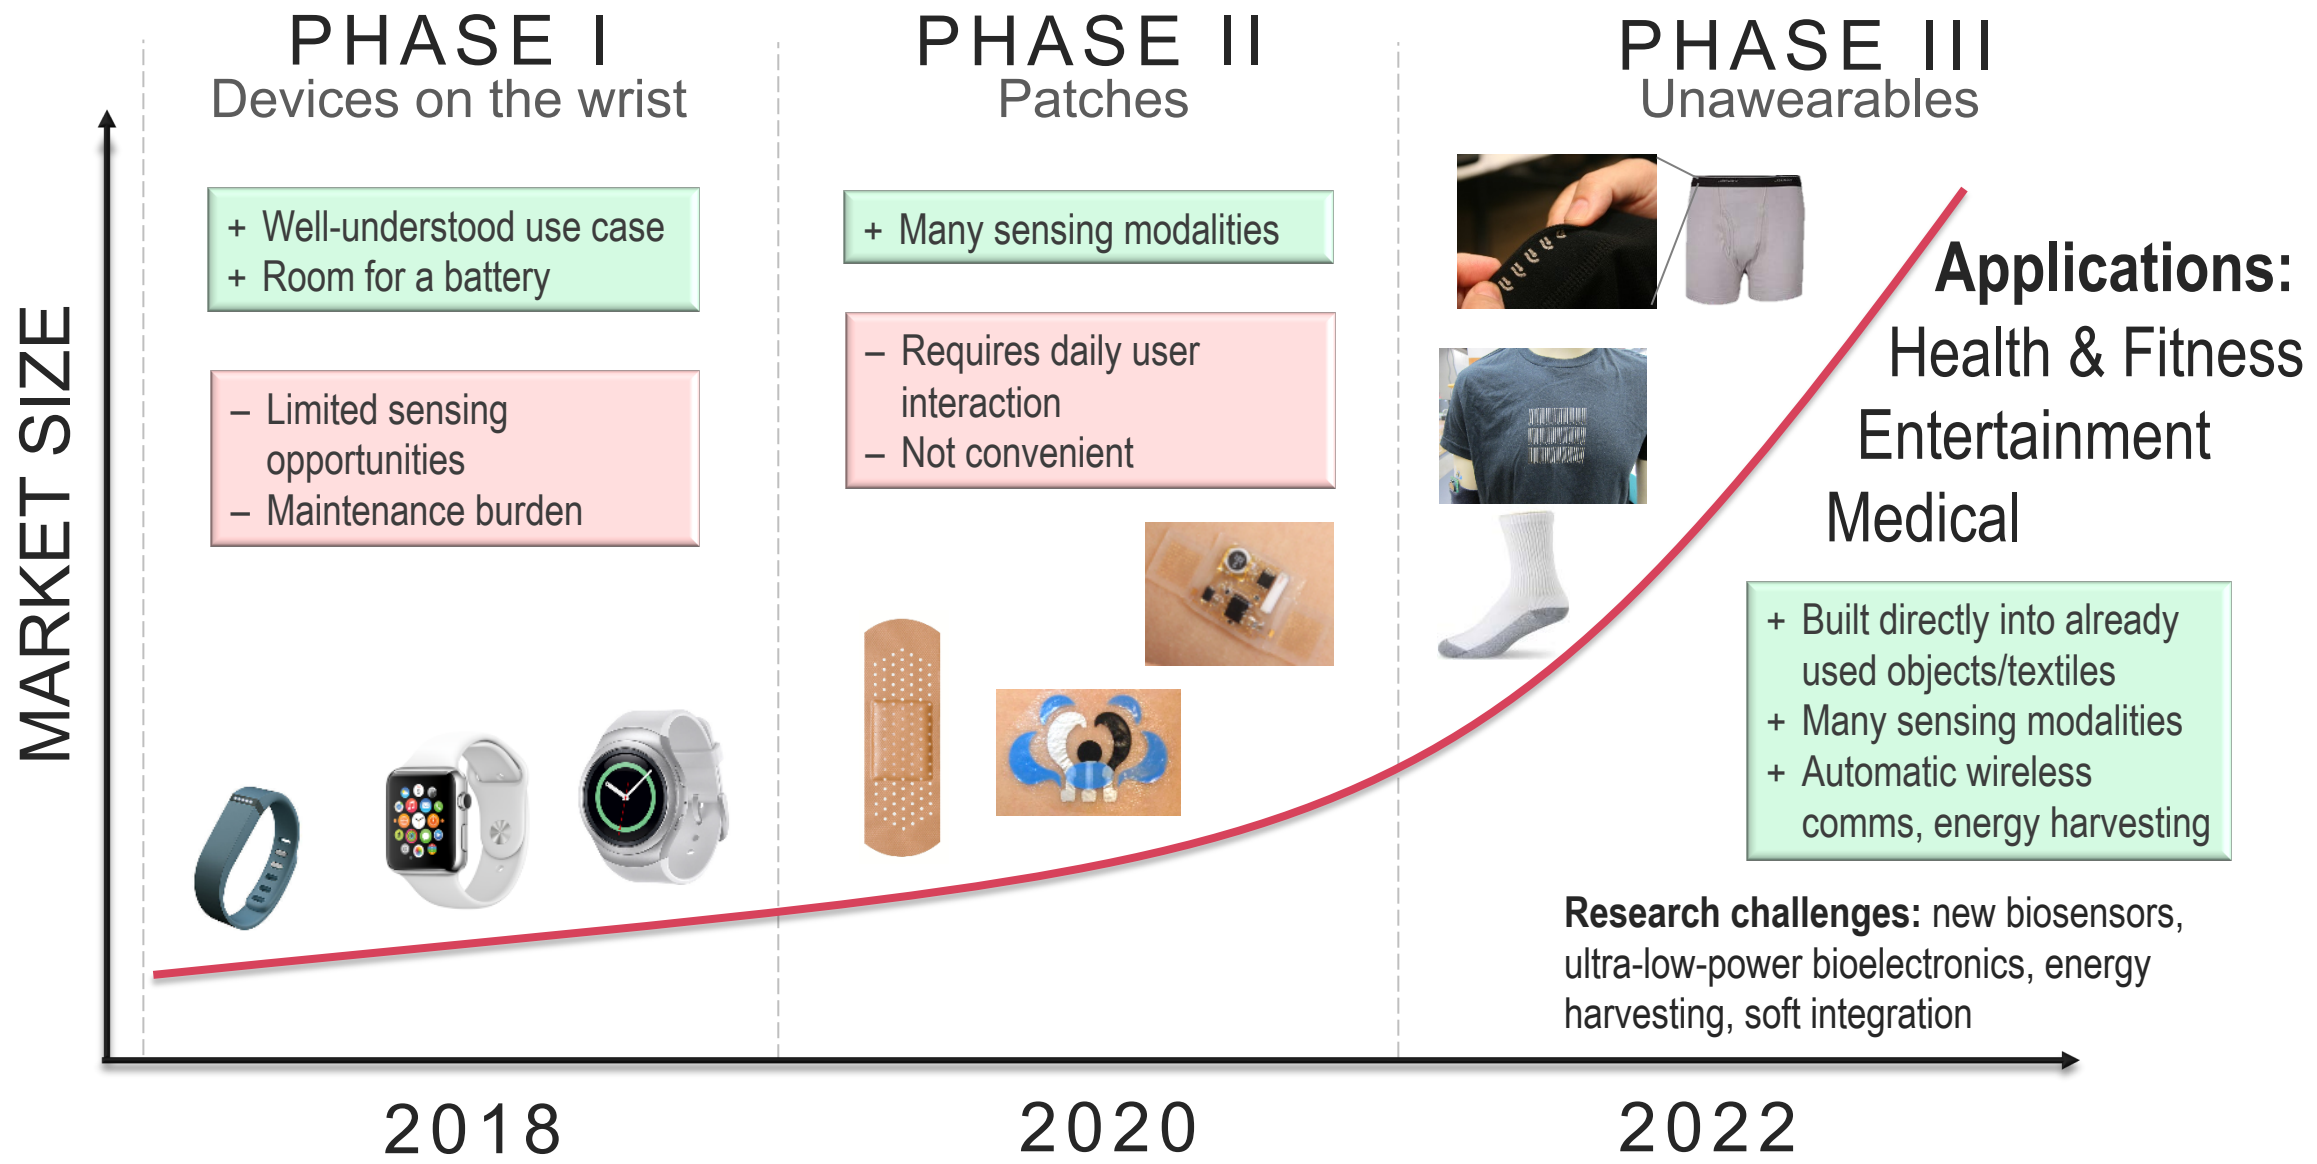 PHASE I
Devices on the wrist
+ Well-understood use case
+ Room for a battery
– Limited sensing
opportunities
– Maintenance burden
PHASE II
Patches
+ Many sensing modalities
– Requires daily user
interaction
– Not convenient
PHASE III
Unawearables
Applications:
Health & Fitness
Entertainment
Medical
+ Built directly into already
used objects/textiles
+ Many sensing modalities
+ Automatic wireless
comms, energy harvesting
Research challenges: new biosensors,
ultra-low-power bioelectronics, energy
harvesting, soft integration
MARKET SIZE
2018
2020
2022